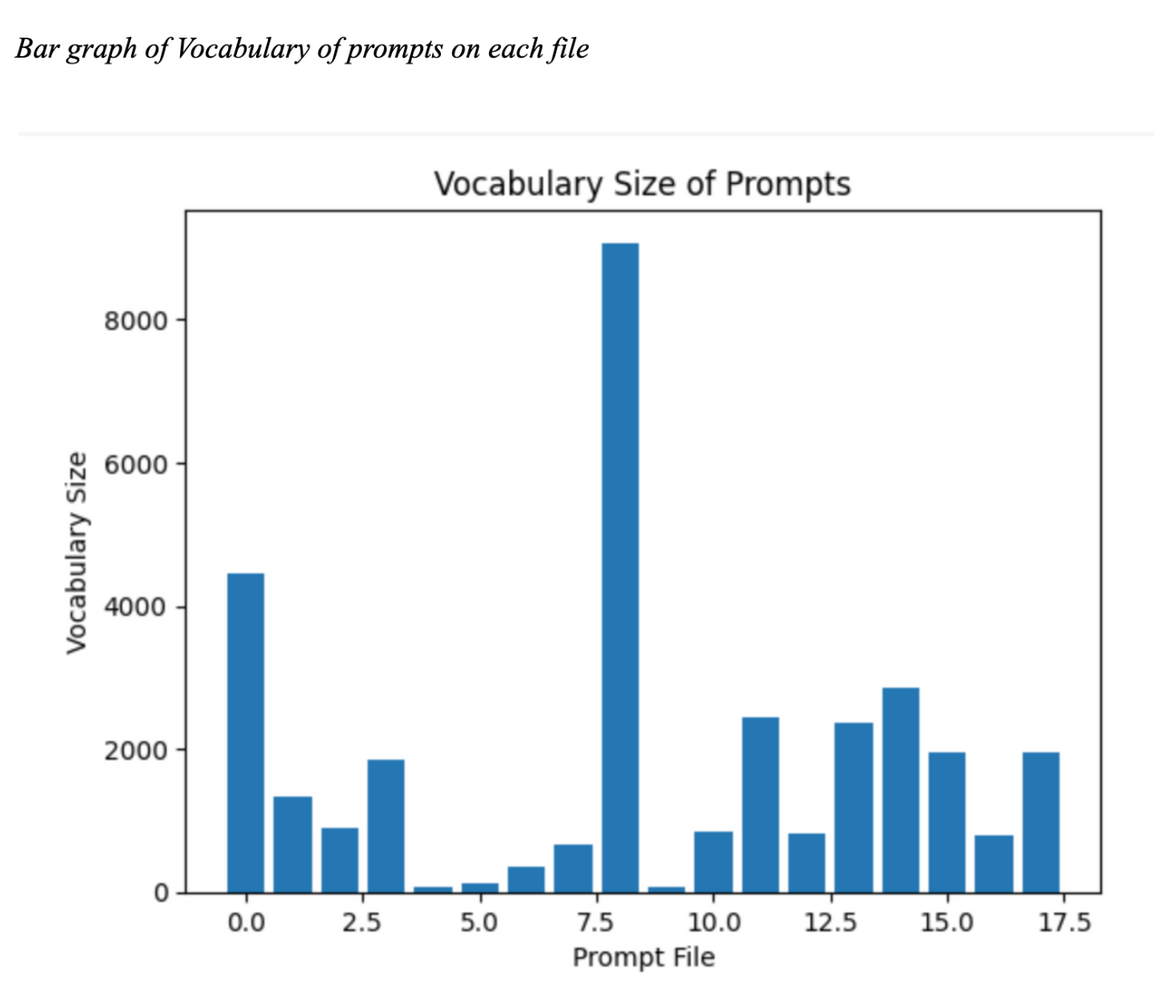 Bar graph of Vocabulary of prompts on each file
Vocabulary Size of Prompts
Vocabulary Size
8000
6000
4000
2000
0
0.0 2.5 5.0 7.5 10.0 12.5 15.0 17.5
Prompt File